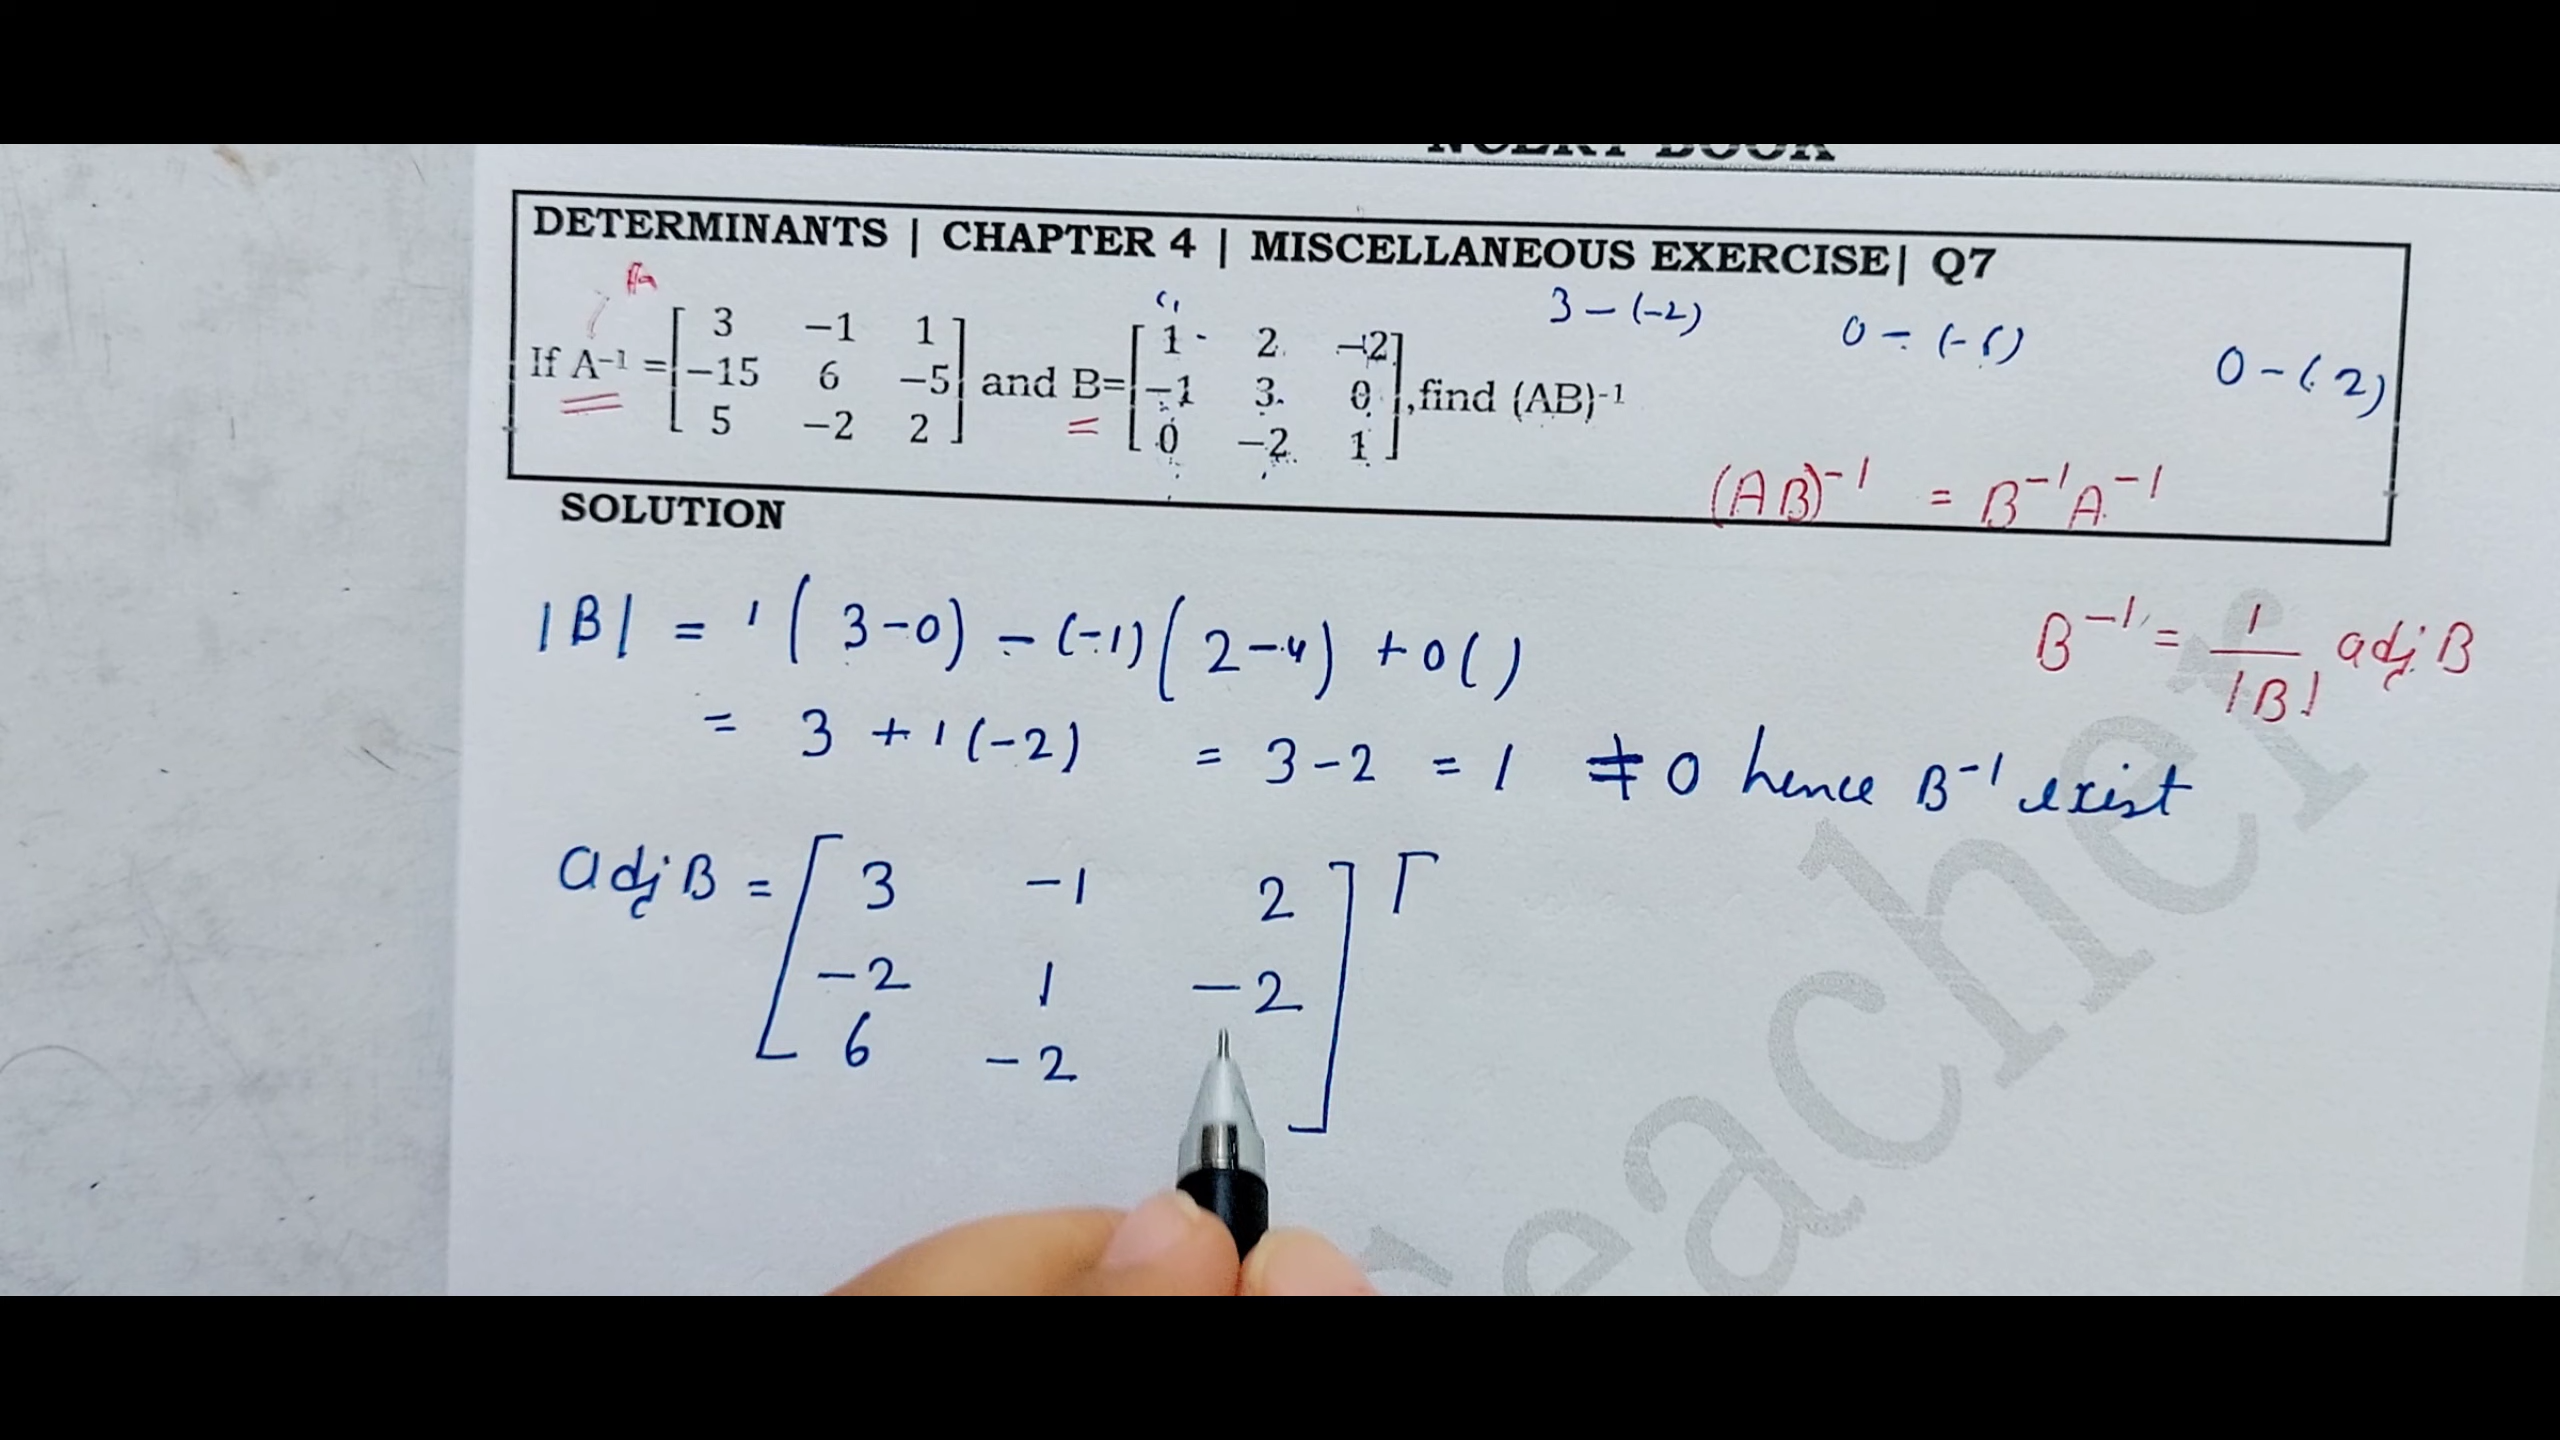 NCERT BOOK
DETERMINANTS | CHAPTER 4 | MISCELLANEOUS EXERCISE| Q7
3 - (-2)
0 - (2)
If A⁻¹ = [3 −1 1; −15 6 −5; 5 −2 2] and B= [1 2 −2; −1 3 0; 0 −2 1] ,find (AB)⁻¹
(AB)⁻¹ = B⁻¹A⁻¹
SOLUTION
|B| = 1(3-0) - (-1)(2-4) + 0( )
B⁻¹ = 1/|B| adj B
= 3 + 1(-2) = 3-2 = 1 ≠ 0 hence B⁻¹ exist
adj B = [3 -1 2; -2 1 -2; 6 -2]
eacher